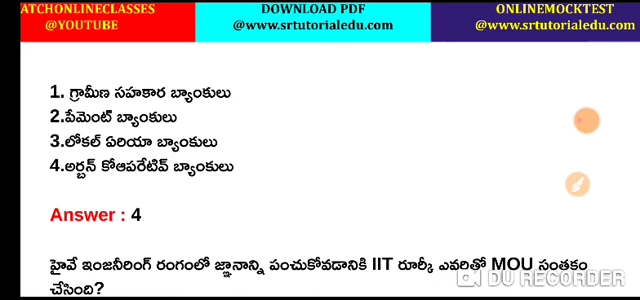 ATCHONLINECLASSES
@YOUTUBE
DOWNLOAD PDF
@www.srtutorialedu.com
ONLINEMOCKTEST
@www.srtutorialedu.com
1. గ్రామీణ సహకార బ్యాంకులు
2.పేమెంట్ బ్యాంకులు
3.లోకల్ ఏరియా బ్యాంకులు
4.అర్బన్ కోఆపరేటివ్ బ్యాంకులు
Answer : 4
హైవే ఇంజనీరింగ్ రంగంలో జ్ఞానాన్ని పంచుకోవడానికి IIT రూర్కీ ఎవరితో MOU సంతకం
చేసింది?
DU RECORDER